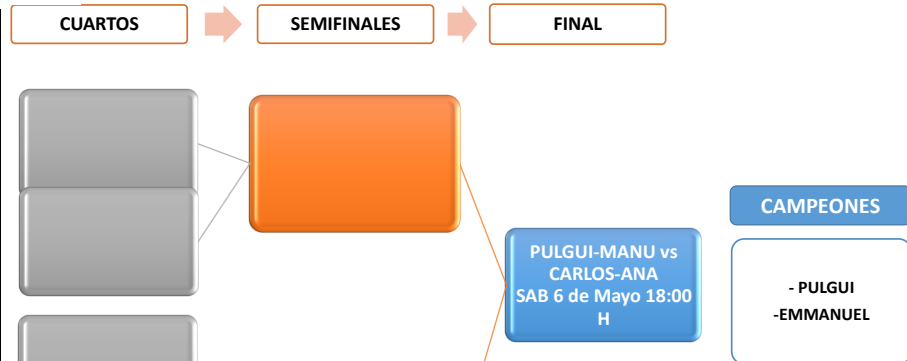 CUARTOS
SEMIFINALES
FINAL
CAMPEONES
PULGUI-MANU vs
CARLOS-ANA
SAB 6 de Mayo 18:00
H
- PULGUI
-EMMANUEL